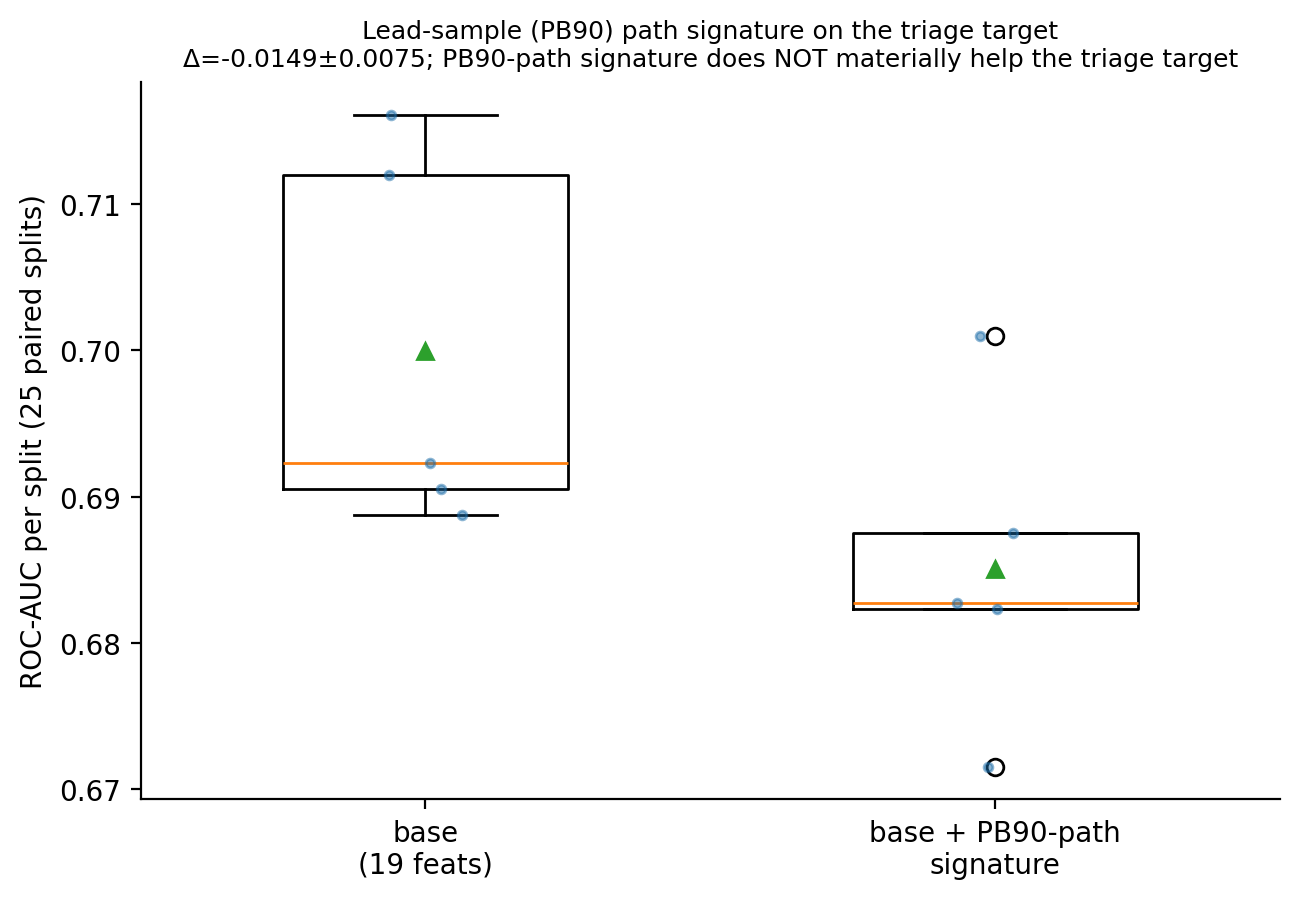 Lead-sample (PB90) path signature on the triage target
Δ=-0.0149±0.0075; PB90-path signature does NOT materially help the triage target
ROC-AUC per split (25 paired splits)
0.71
0.70
0.69
0.68
0.67
base
(19 feats)
base + PB90-path
signature